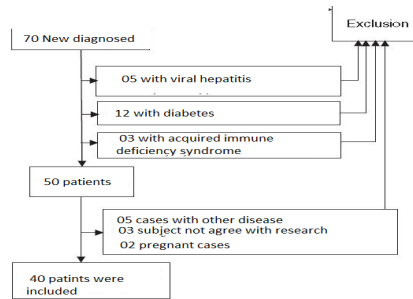 Exclusion
70 New diagnosed
05 with viral hepatitis
12 with diabetes
03 with acquired immune
deficiency syndrome
50 patients
05 cases with other disease
03 subject not agree with research
02 pregnant cases
40 patints were
included